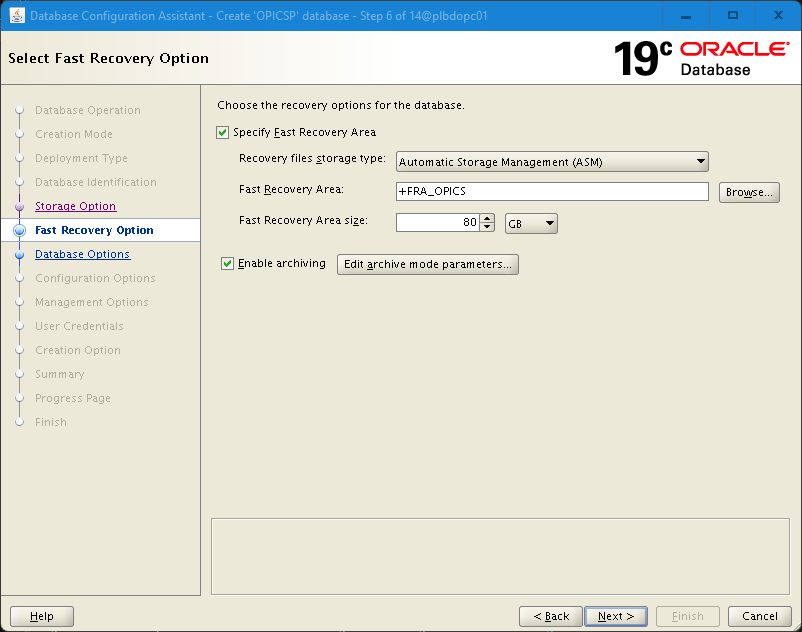 Database Configuration Assistant - Create 'OPICSP' database - Step 6 of 14@plbdopc01
Select Fast Recovery Option
19c ORACLE
Database
Database Operation
Creation Mode
Deployment Type
Database Identification
Storage Option
Fast Recovery Option
Database Options
Configuration Options
Management Options
User Credentials
Creation Option
Summary
Progress Page
Finish
Choose the recovery options for the database.
Specify Fast Recovery Area
Recovery files storage type: Automatic Storage Management (ASM)
Fast Recovery Area: +FRA_OPICS Browse...
Fast Recovery Area size: 80 GB
Enable archiving Edit archive mode parameters...
Help < Back Next > Finish Cancel